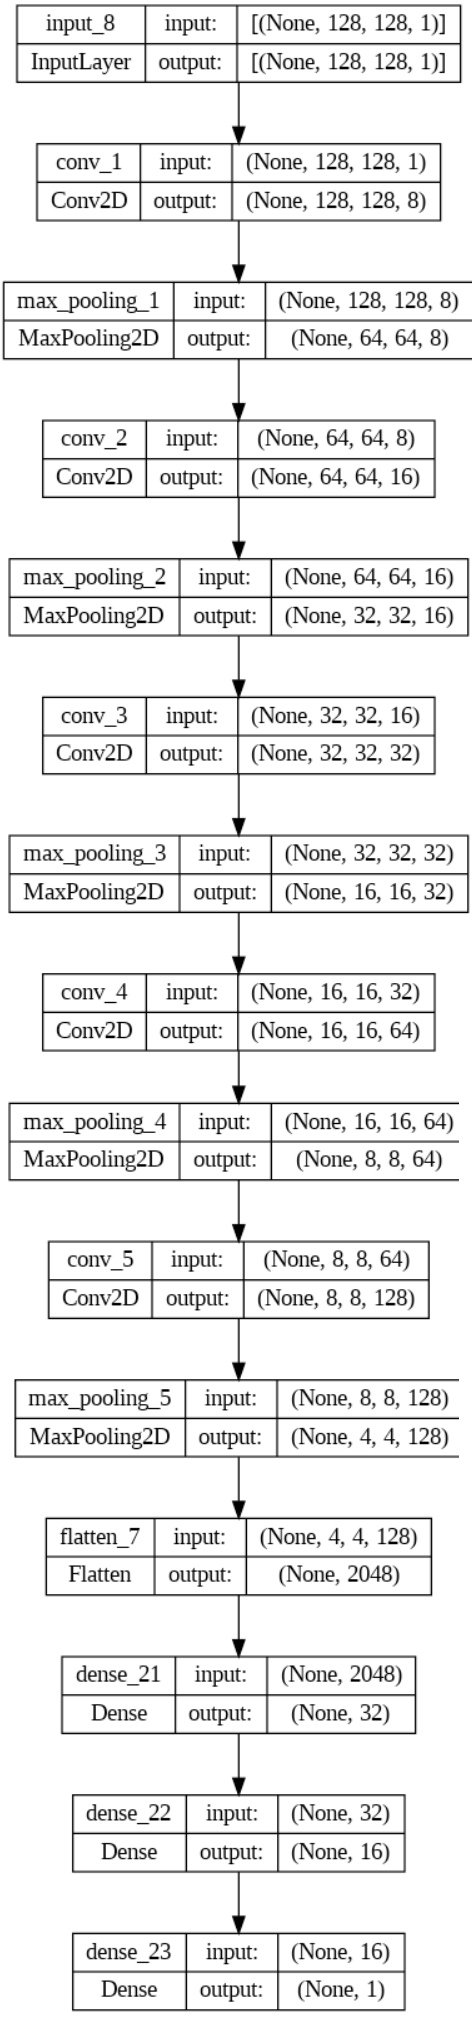 input_8 input: [(None, 128, 128, 1)]
InputLayer output: [(None, 128, 128, 1)]
conv_1 input: (None, 128, 128, 1)
Conv2D output: (None, 128, 128, 8)
max_pooling_1 input: (None, 128, 128, 8)
MaxPooling2D output: (None, 64, 64, 8)
conv_2 input: (None, 64, 64, 8)
Conv2D output: (None, 64, 64, 16)
max_pooling_2 input: (None, 64, 64, 16)
MaxPooling2D output: (None, 32, 32, 16)
conv_3 input: (None, 32, 32, 16)
Conv2D output: (None, 32, 32, 32)
max_pooling_3 input: (None, 32, 32, 32)
MaxPooling2D output: (None, 16, 16, 32)
conv_4 input: (None, 16, 16, 32)
Conv2D output: (None, 16, 16, 64)
max_pooling_4 input: (None, 16, 16, 64)
MaxPooling2D output: (None, 8, 8, 64)
conv_5 input: (None, 8, 8, 64)
Conv2D output: (None, 8, 8, 128)
max_pooling_5 input: (None, 8, 8, 128)
MaxPooling2D output: (None, 4, 4, 128)
flatten_7 input: (None, 4, 4, 128)
Flatten output: (None, 2048)
dense_21 input: (None, 2048)
Dense output: (None, 32)
dense_22 input: (None, 32)
Dense output: (None, 16)
dense_23 input: (None, 16)
Dense output: (None, 1)